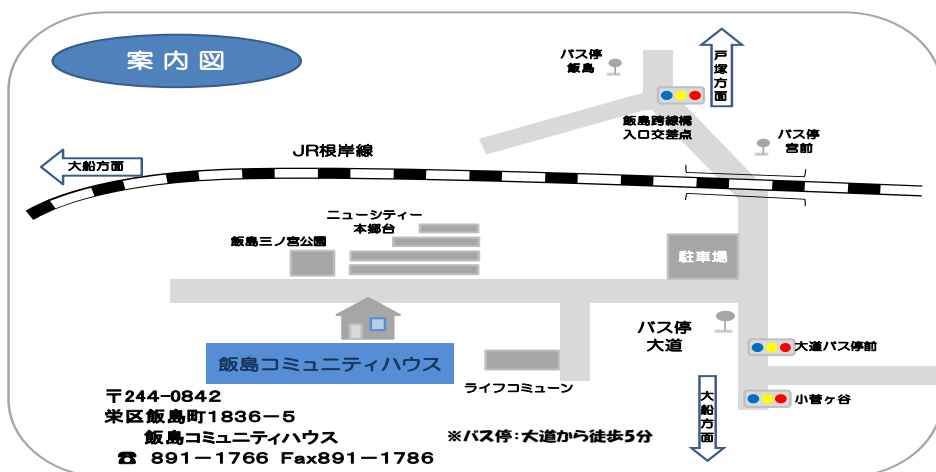 案内図
バス停
飯島
戸塚
方面
飯島跨線橋
入口交差点
バス停
宮前
JR根岸線
大船方面
ニューシティー
本郷台
飯島三ノ宮公園
駐車場
バス停
大道
大道バス停前
飯島コミュニティハウス
ライフコミューン
小菅ヶ谷
大船方面
〒244-0842
栄区飯島町1836－5
飯島コミュニティハウス
※バス停：大道から徒歩5分
☎ 891－1766 Fax891－1786